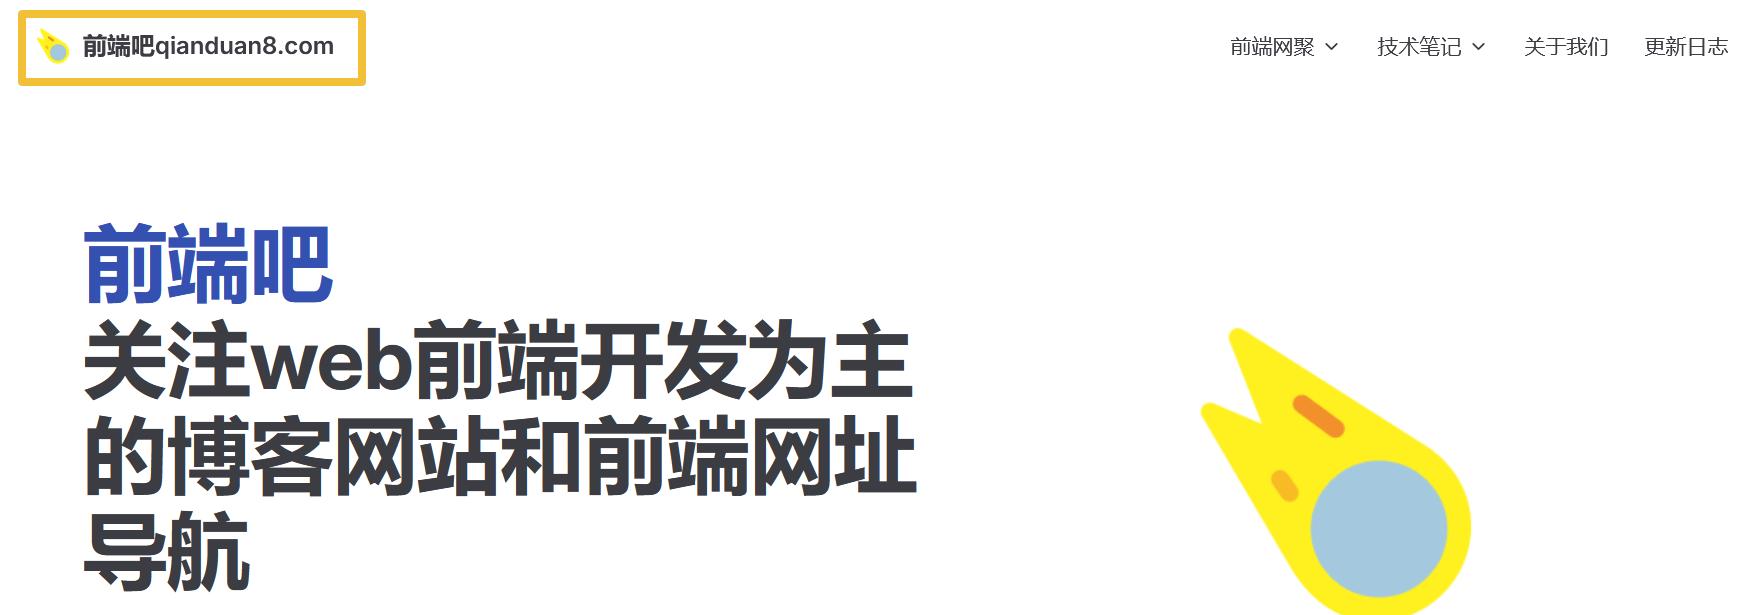 前端吧qianduan8.com
前端网聚
技术笔记
关于我们
更新日志
前端吧
关注web前端开发为主
的博客网站和前端网址
导航